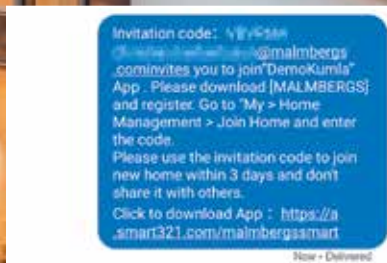 Invitation code:
@malmbergs
.cominvites you to join"DemoKumla"
App . Please download [MALMBERGS]
and register. Go to "My > Home
Management > Join Home and enter
the code.
Please use the invitation code to join
new home within 3 days and don't
share it with others.
Click to download App : https://a
.smart321.com/malmbergssmart
Now • Delivered